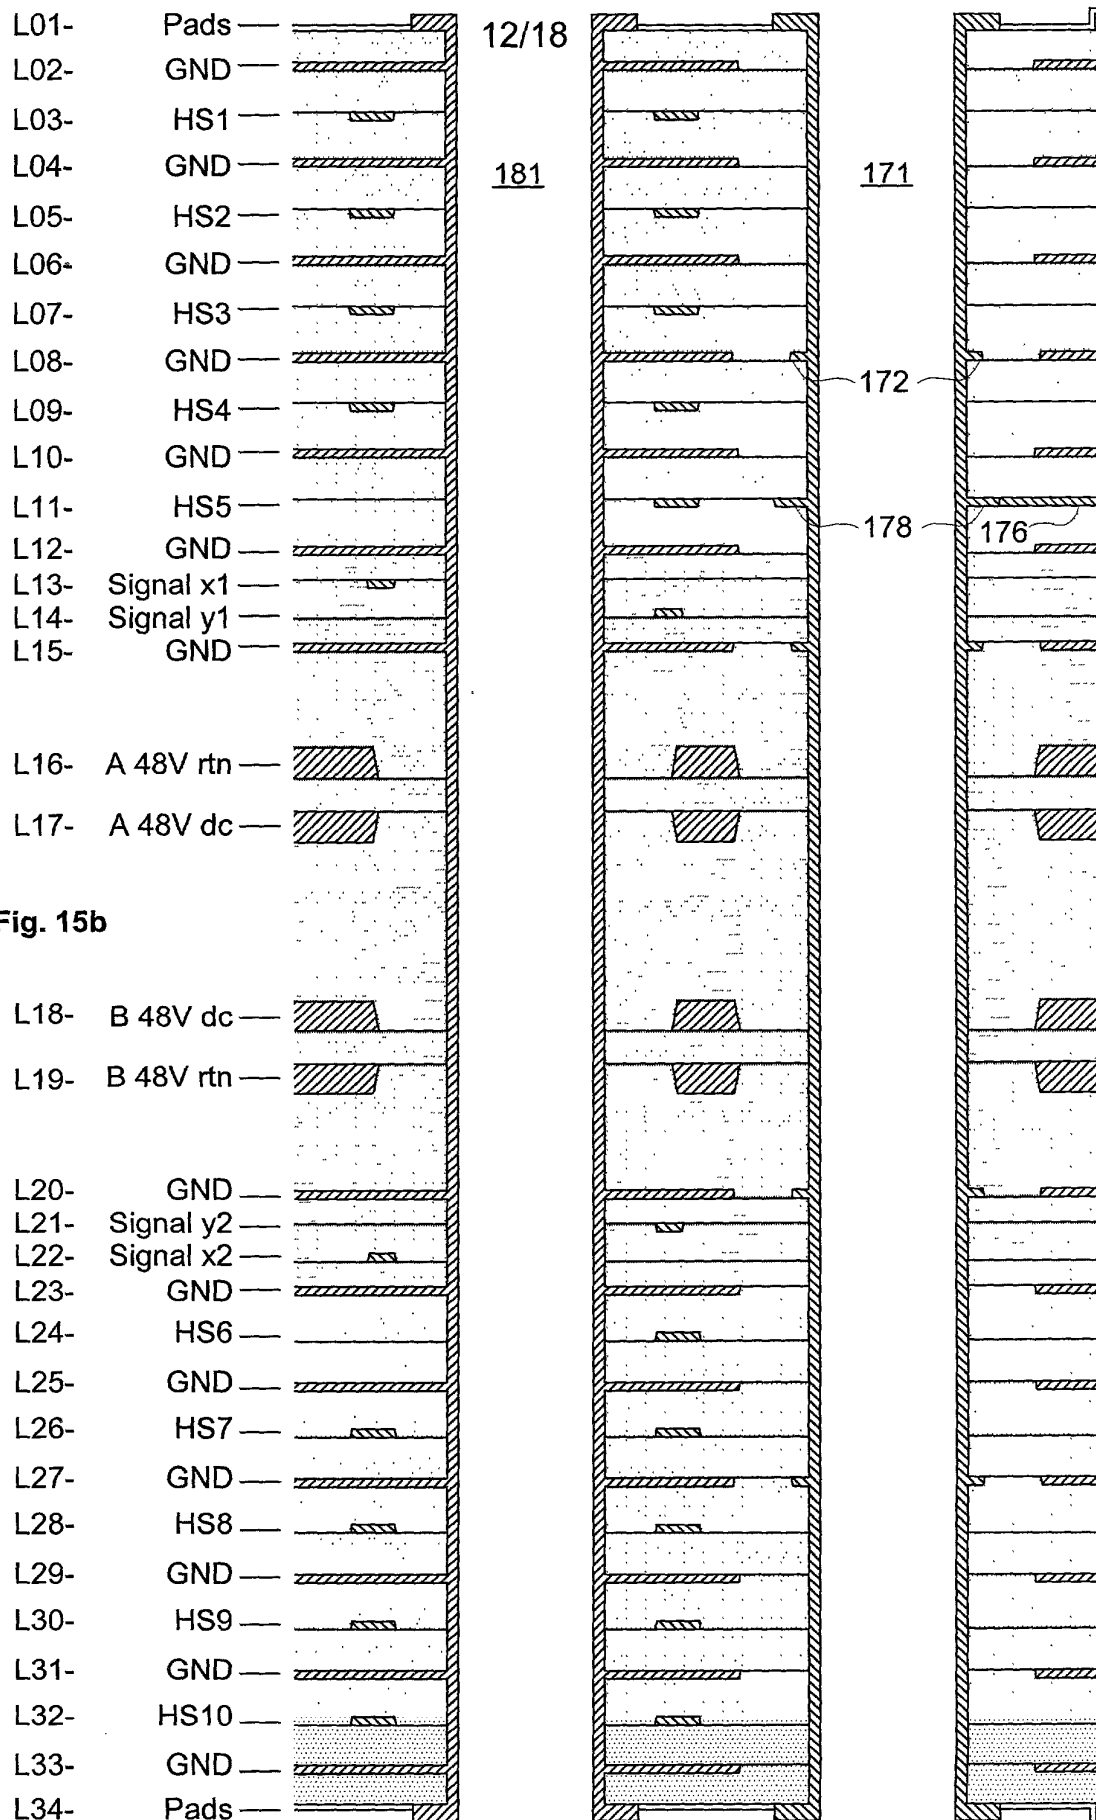 12/18
L01- Pads
L02- GND
L03- HS1
L04- GND
181
171
L05- HS2
L06- GND
L07- HS3
L08- GND
172
L09- HS4
L10- GND
L11- HS5
178
176
L12- GND
L13- Signal x1
L14- Signal y1
L15- GND
L16- A 48V rtn
L17- A 48V dc
Fig. 15b
L18- B 48V dc
L19- B 48V rtn
L20- GND
L21- Signal y2
L22- Signal x2
L23- GND
L24- HS6
L25- GND
L26- HS7
L27- GND
L28- HS8
L29- GND
L30- HS9
L31- GND
L32- HS10
L33- GND
L34- Pads